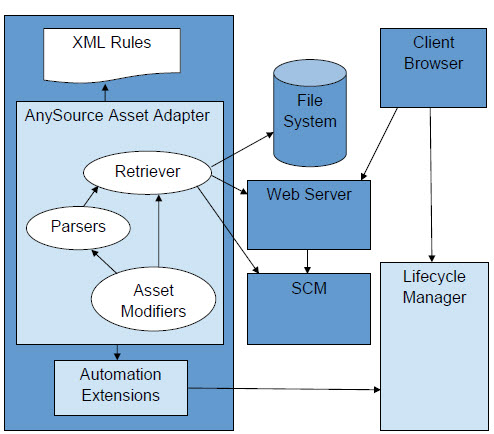 XML Rules
AnySource Asset Adapter
Retriever
Parsers
Asset
Modifiers
Automation
Extensions
File
System
Web Server
SCM
Client
Browser
Lifecycle
Manager